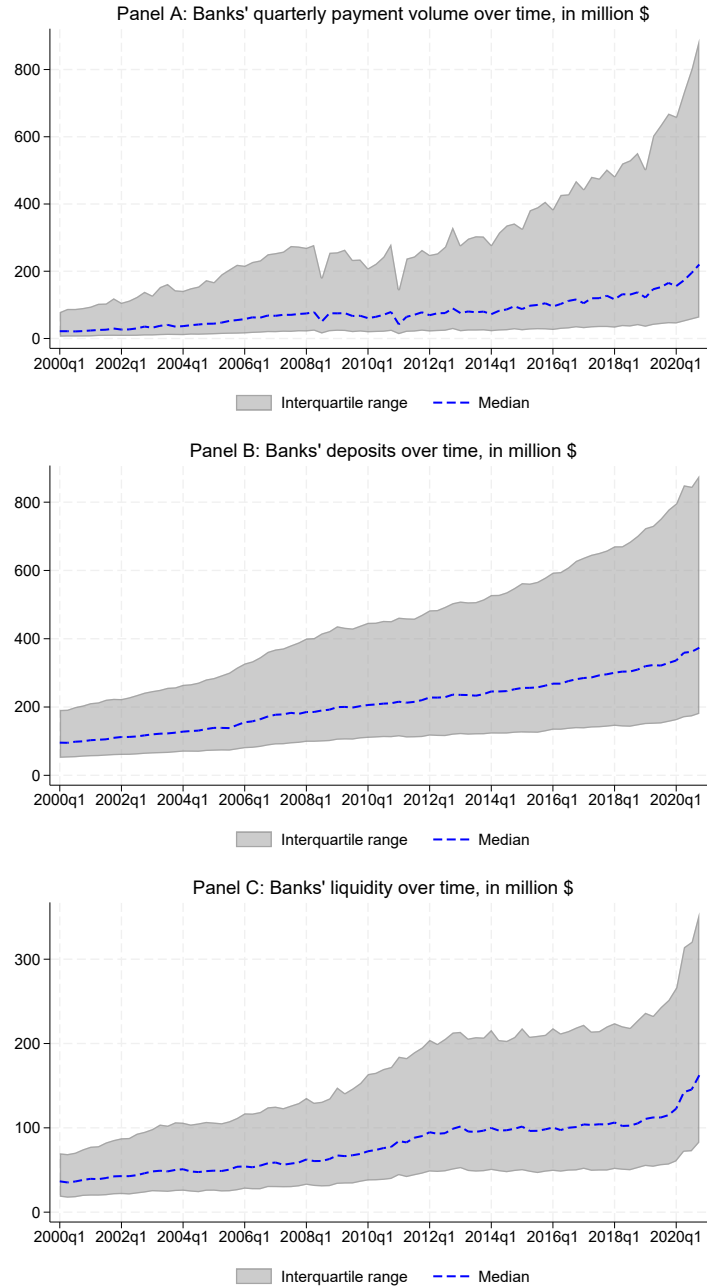 Panel A: Banks' quarterly payment volume over time, in million $
800
600
400
200
0
2000q1 2002q1 2004q1 2006q1 2008q1 2010q1 2012q1 2014q1 2016q1 2018q1 2020q1
Interquartile range Median
Panel B: Banks' deposits over time, in million $
800
600
400
200
0
2000q1 2002q1 2004q1 2006q1 2008q1 2010q1 2012q1 2014q1 2016q1 2018q1 2020q1
Interquartile range Median
Panel C: Banks' liquidity over time, in million $
300
200
100
0
2000q1 2002q1 2004q1 2006q1 2008q1 2010q1 2012q1 2014q1 2016q1 2018q1 2020q1
Interquartile range Median